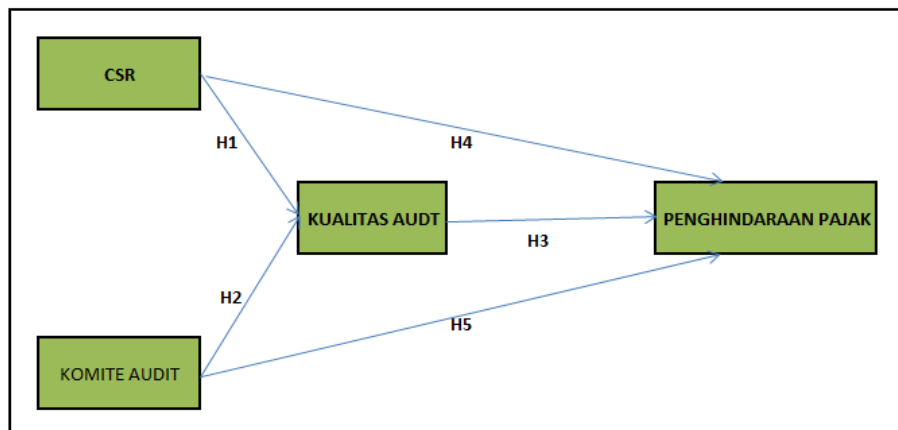 CSR
H1
H4
KUALITAS AUDT
PENGHINDARAAN PAJAK
H3
H2
H5
KOMITE AUDIT